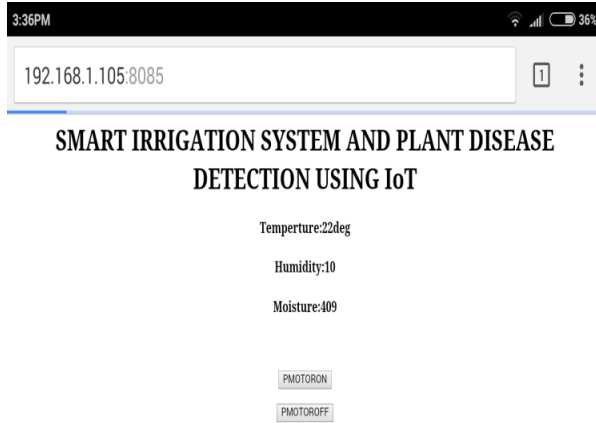 3:36PM 36%
192.168.1.105:8085 1
SMART IRRIGATION SYSTEM AND PLANT DISEASE
DETECTION USING IoT
Temperture:22deg
Humidity:10
Moisture:409
PMOTORON
PMOTOROFF